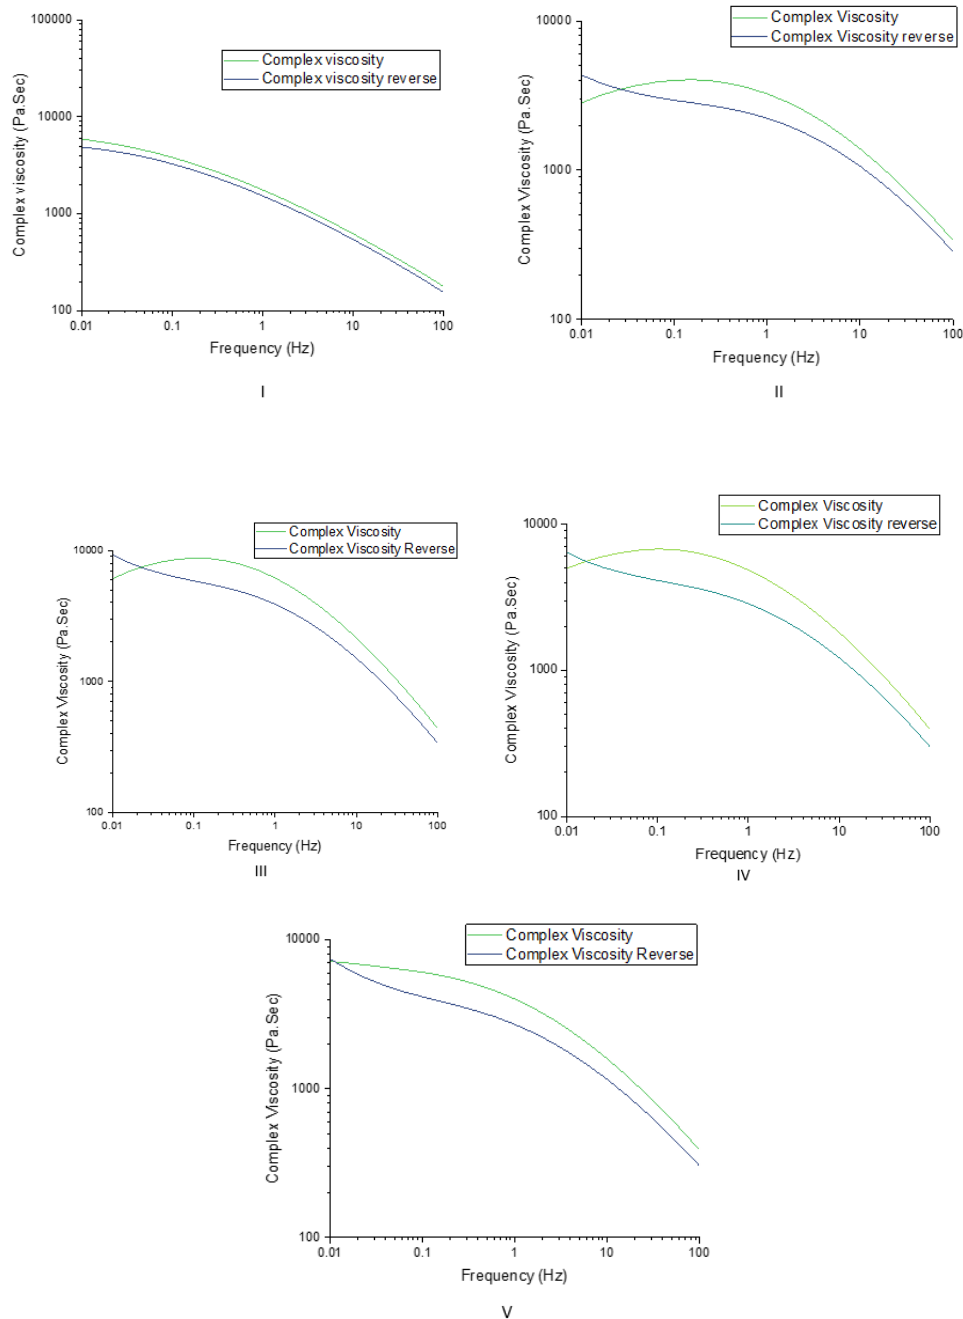 100000
10000
1000
100
0.01
0.1
1
10
100
Complex viscosity (Pa.Sec)
Frequency (Hz)
Complex viscosity
Complex viscosity reverse
I
10000
1000
100
0.01
0.1
1
10
100
Complex Viscosity (Pa.Sec)
Frequency (Hz)
Complex Viscosity
Complex Viscosity reverse
II
10000
1000
100
0.01
0.1
1
10
100
Complex Viscosity (Pa.Sec)
Frequency (Hz)
Complex Viscosity
Complex Viscosity Reverse
III
10000
1000
100
0.01
0.1
1
10
100
Complex Viscosity (Pa.Sec)
Frequency (Hz)
Complex Viscosity
Complex Viscosity reverse
IV
10000
1000
100
0.01
0.1
1
10
100
Complex Viscosity (Pa.Sec)
Frequency (Hz)
Complex Viscosity
Complex Viscosity Reverse
V